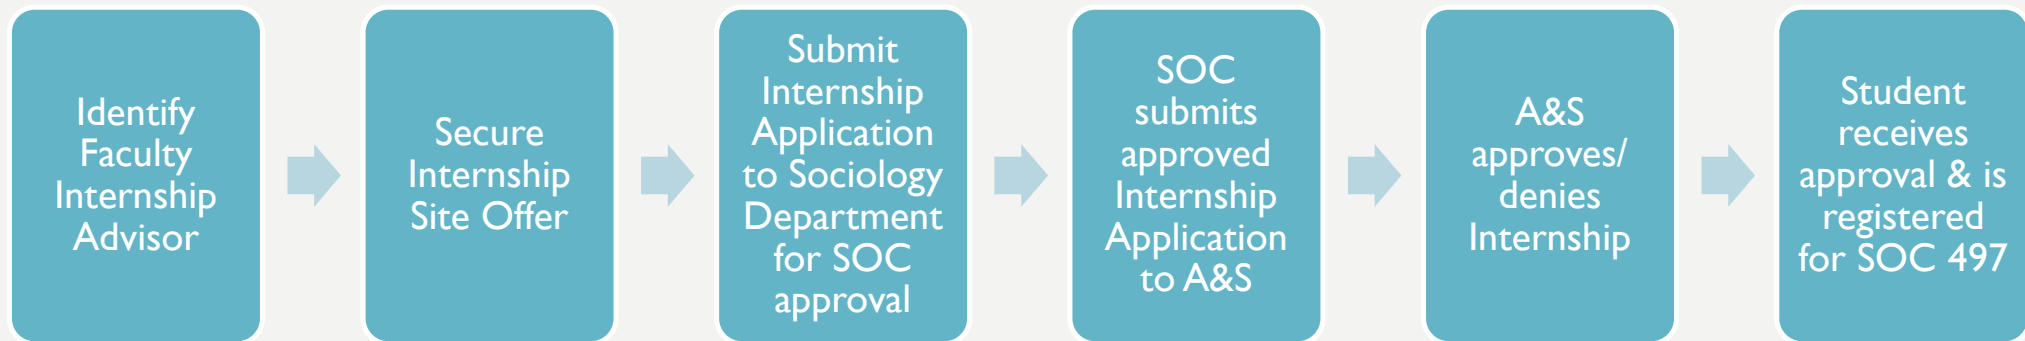 Identify
Faculty
Internship
Advisor
Secure
Internship
Site Offer
Submit
Internship
Application
to Sociology
Department
for SOC
approval
SOC
submits
approved
Internship
Application
to A&S
A&S
approves/
denies
Internship
Student
receives
approval & is
registered
for SOC 497